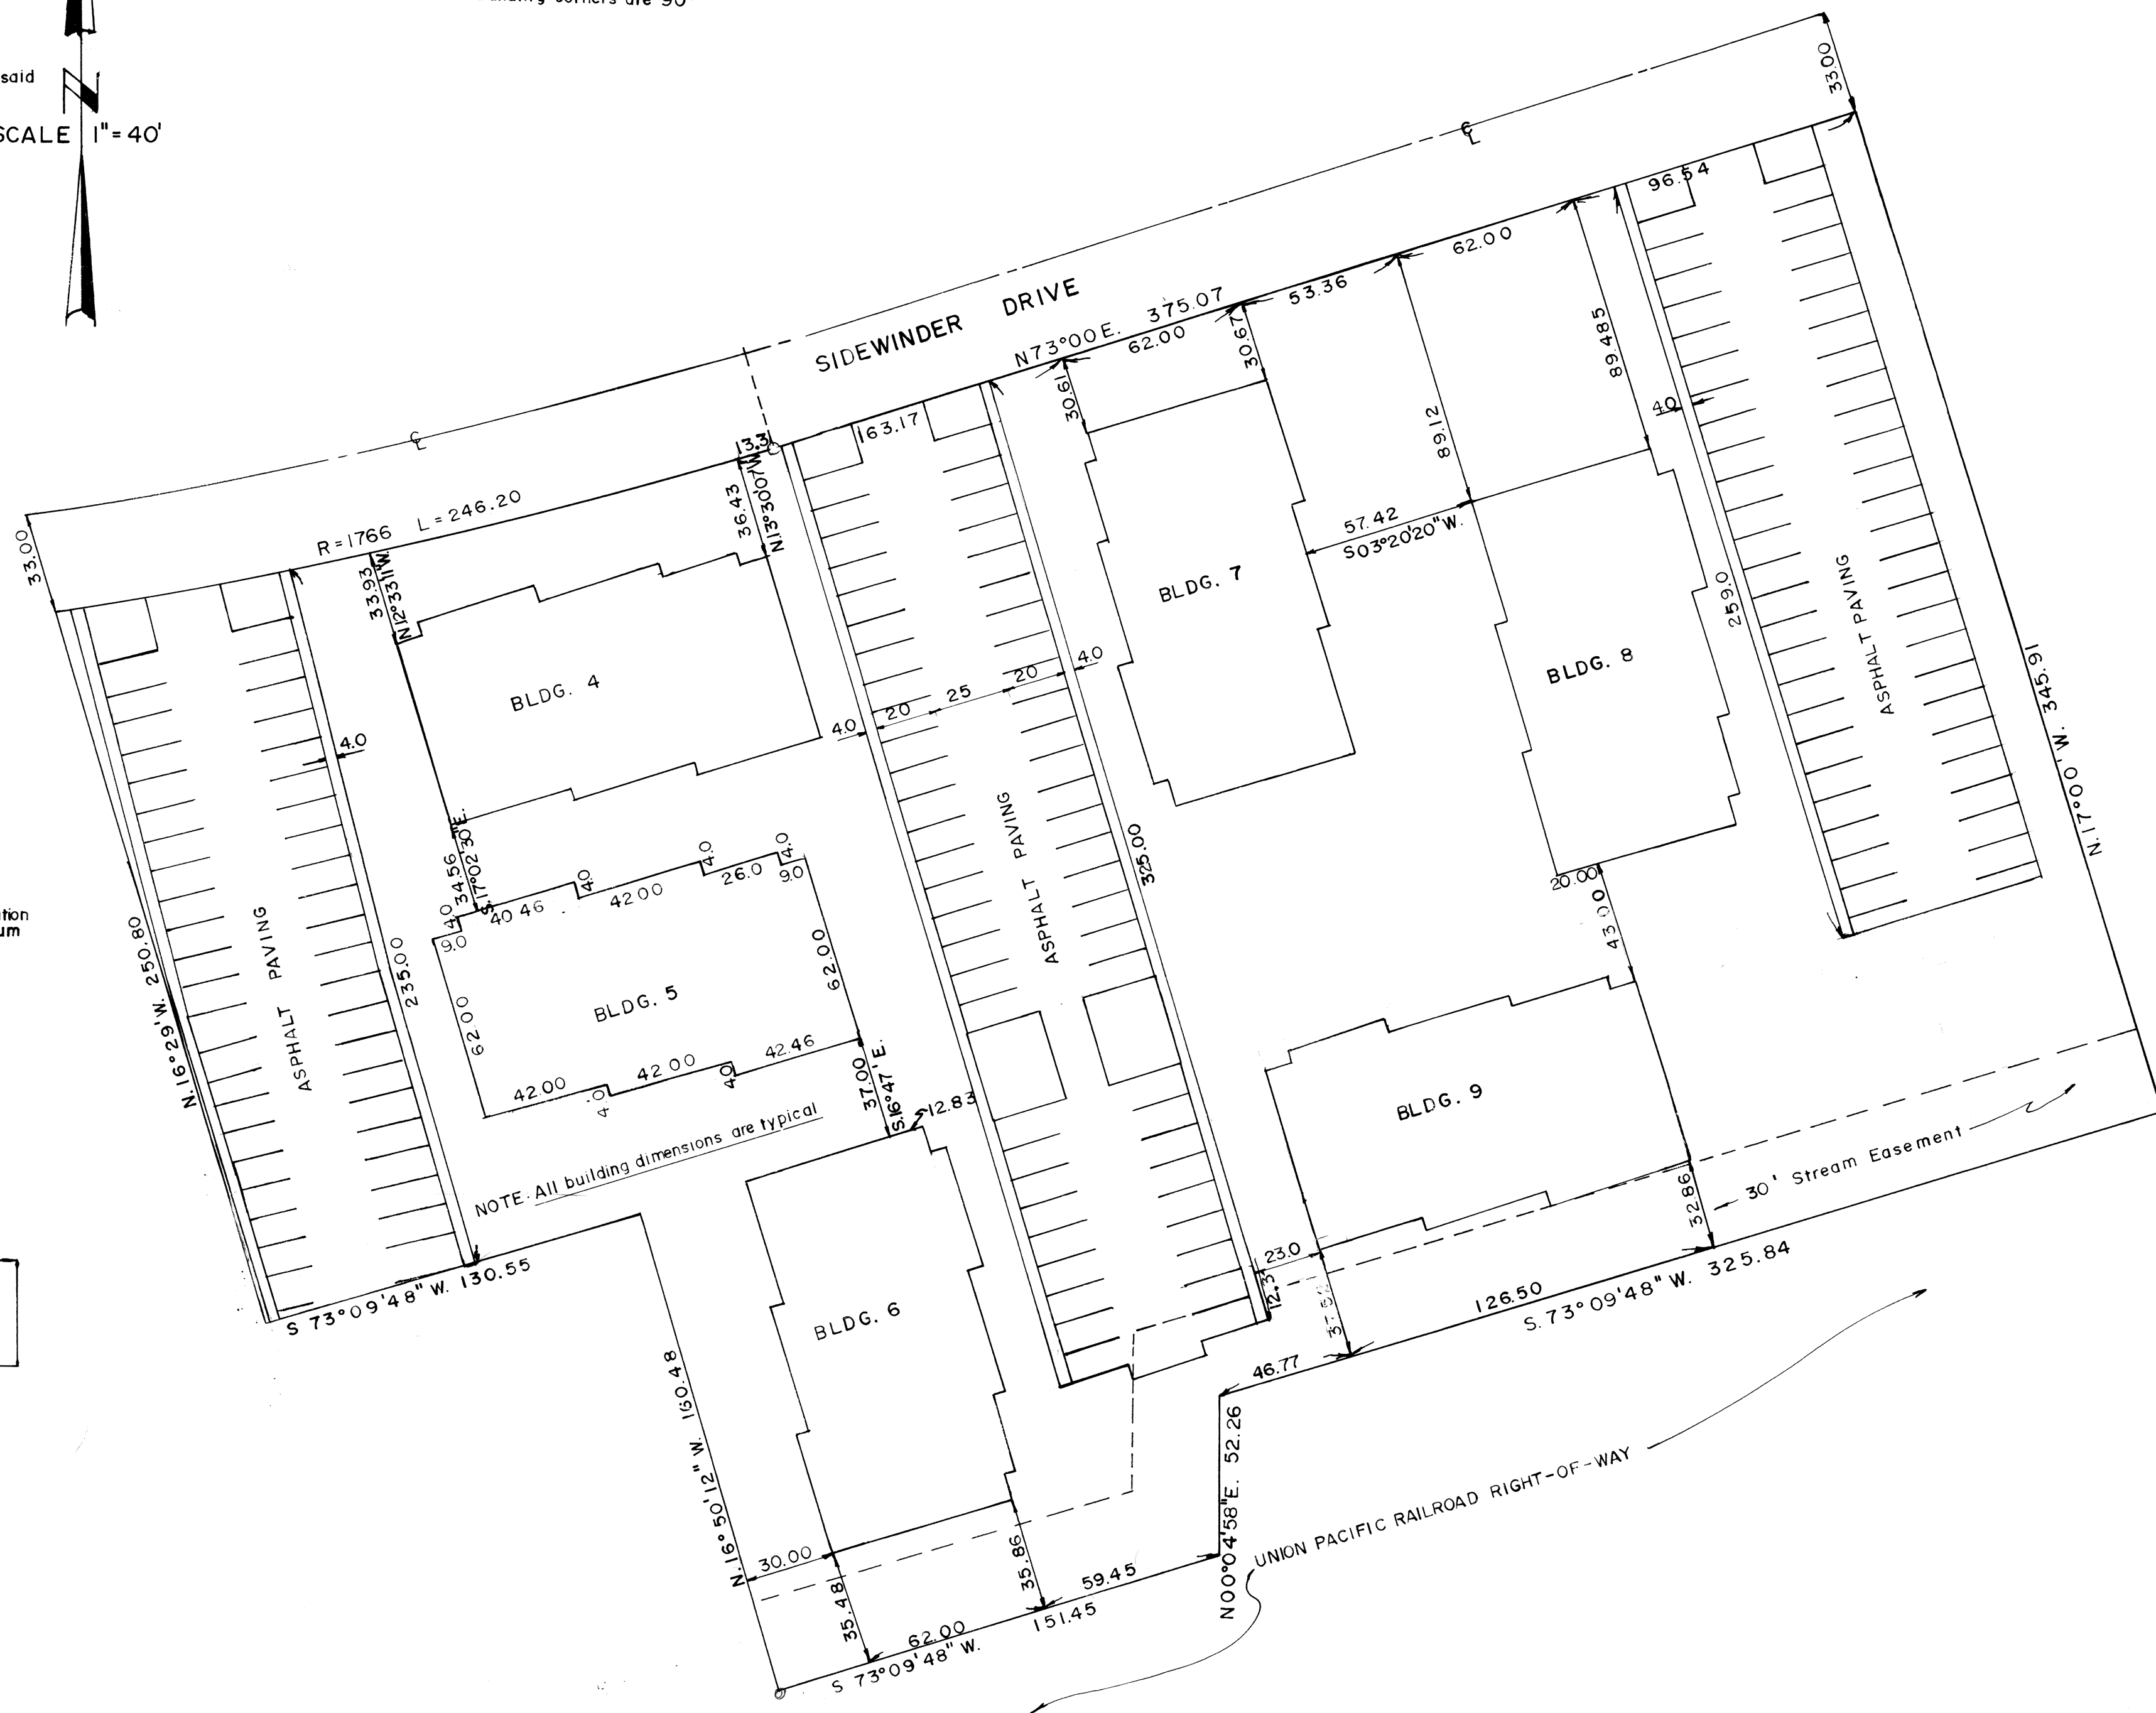 said
N
SCALE 1"=40'
corners are 90
33.00
℄
96.54
62.00
SIDEWINDER DRIVE
N73°00'E. 375.07
53.36
62.00
30.67
30.61
89.485
89.12
4.0
℄
163.17
13.3
36.43
N.13°30'07"W.
R=1766 L=246.20
33.00
33.93
N12°33'11"W.
57.42
S03°20'20"W.
BLDG. 7
BLDG. 4
BLDG. 8
259.0
ASPHALT PAVING
4.0
20
25
20
4.0
4.0
N.17°00' W. 345.91
34.56
S.17°02'30"E.
4.0
9.0
40.46
4.0
42.00
4.0
26.0
4.0
9.0
62.00
62.00
BLDG. 5
ASPHALT PAVING
325.00
20.00
43.00
N.16°29'W. 250.80
ASPHALT PAVING
235.00
42.00
4.0
42.00
4.0
42.46
37.00
S.16°47'E.
12.83
BLDG. 9
NOTE: All building dimensions are typical
30' Stream Easement
S 73°09'48" W. 130.55
23.0
12.31
32.86
126.50
S. 73°09'48" W. 325.84
BLDG. 6
46.77
N.16°50'12" W. 160.48
N00°04'58"E. 52.26
UNION PACIFIC RAILROAD RIGHT-OF-WAY
30.00
35.48
35.86
59.45
62.00
151.45
S 73°09'48" W.